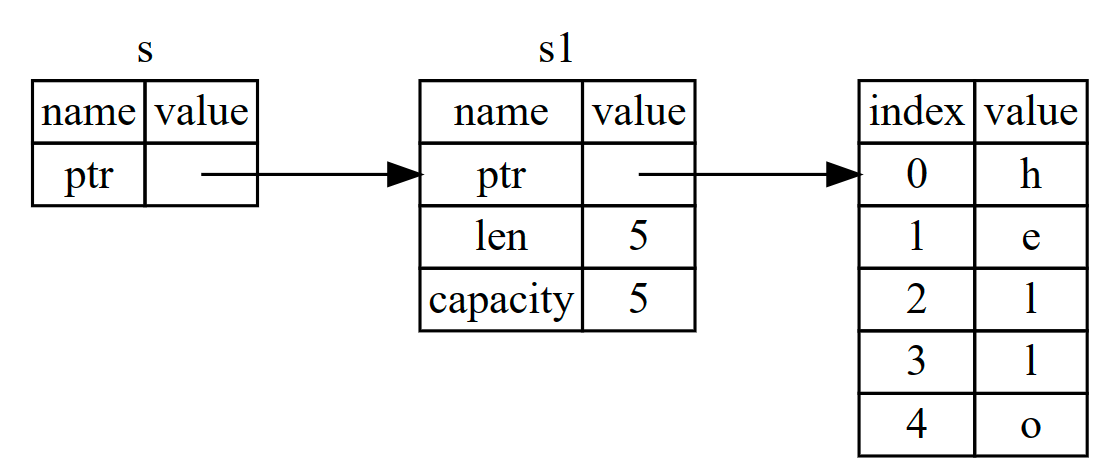 s
name value
ptr
s1
name value
ptr
len 5
capacity 5
index value
0 h
1 e
2 l
3 l
4 o